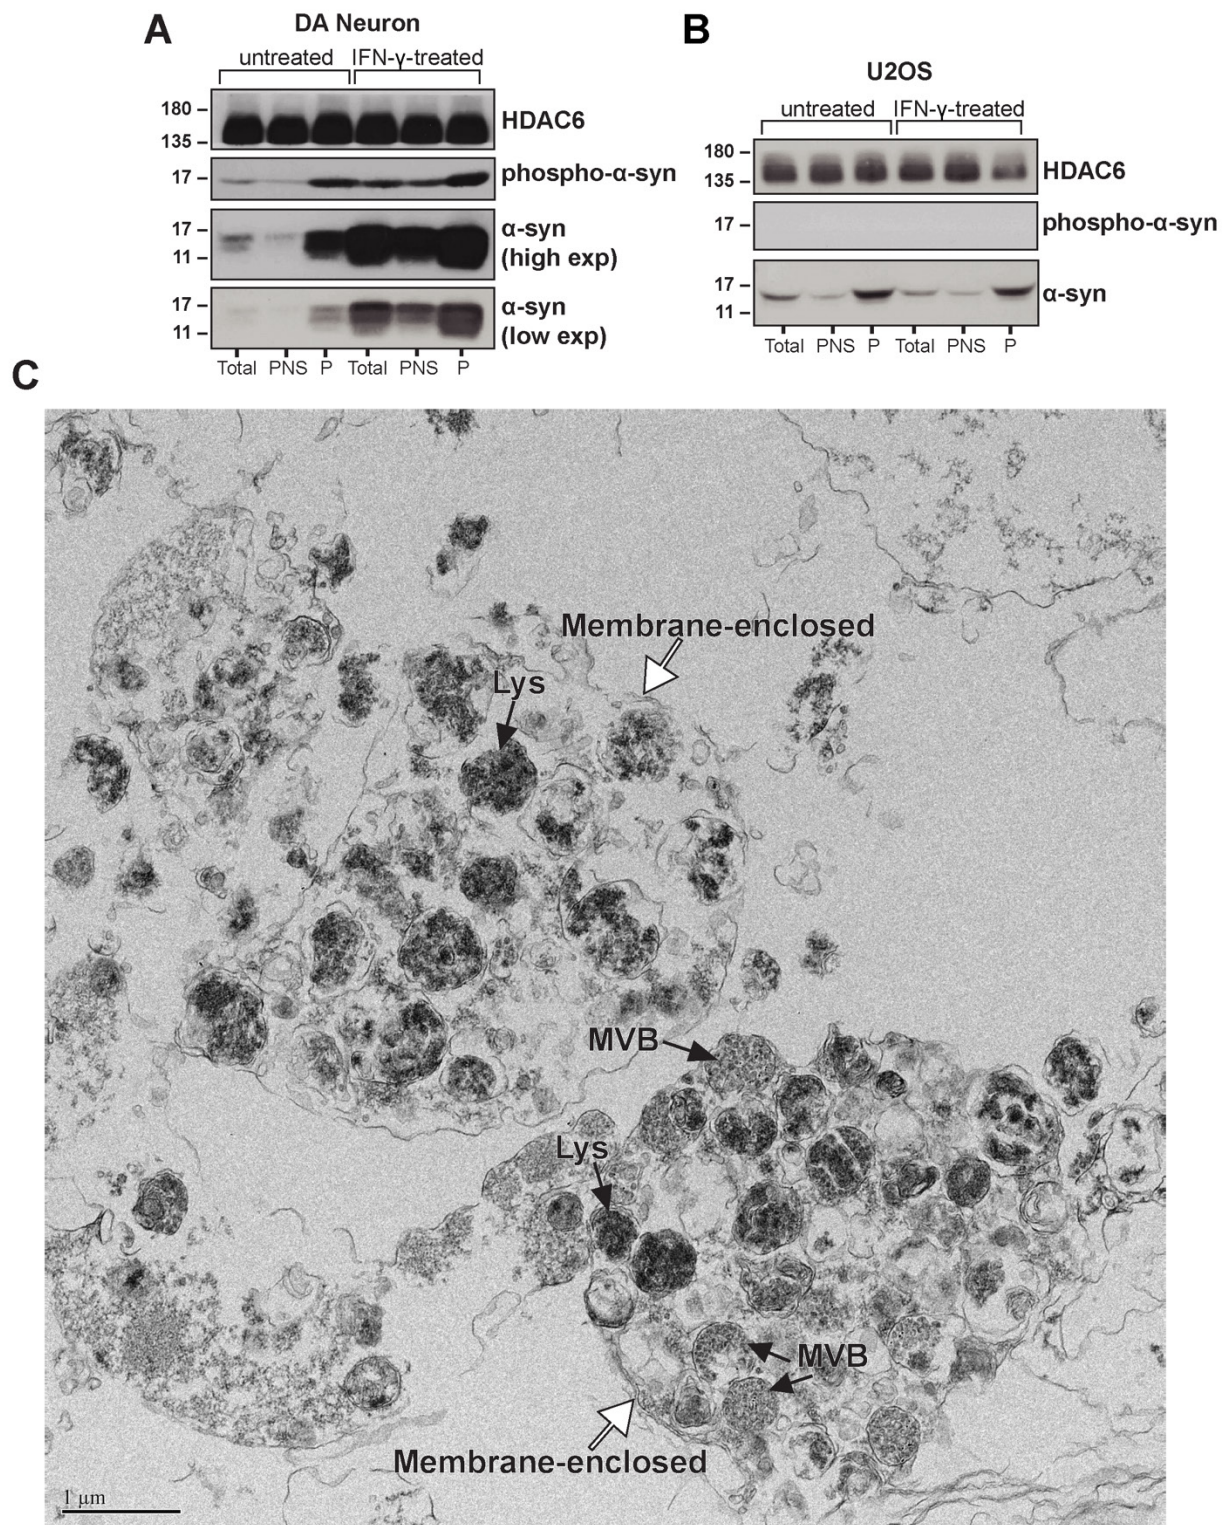 A
DA Neuron
untreated IFN-γ-treated
180
135
HDAC6
17
phospho-α-syn
17
11
α-syn
(high exp)
17
11
α-syn
(low exp)
Total PNS P Total PNS P
B
U2OS
untreated IFN-γ-treated
180
135
HDAC6
17
phospho-α-syn
17
11
α-syn
Total PNS P Total PNS P
C
Membrane-enclosed
Lys
MVB
Lys
MVB
Membrane-enclosed
1 μm